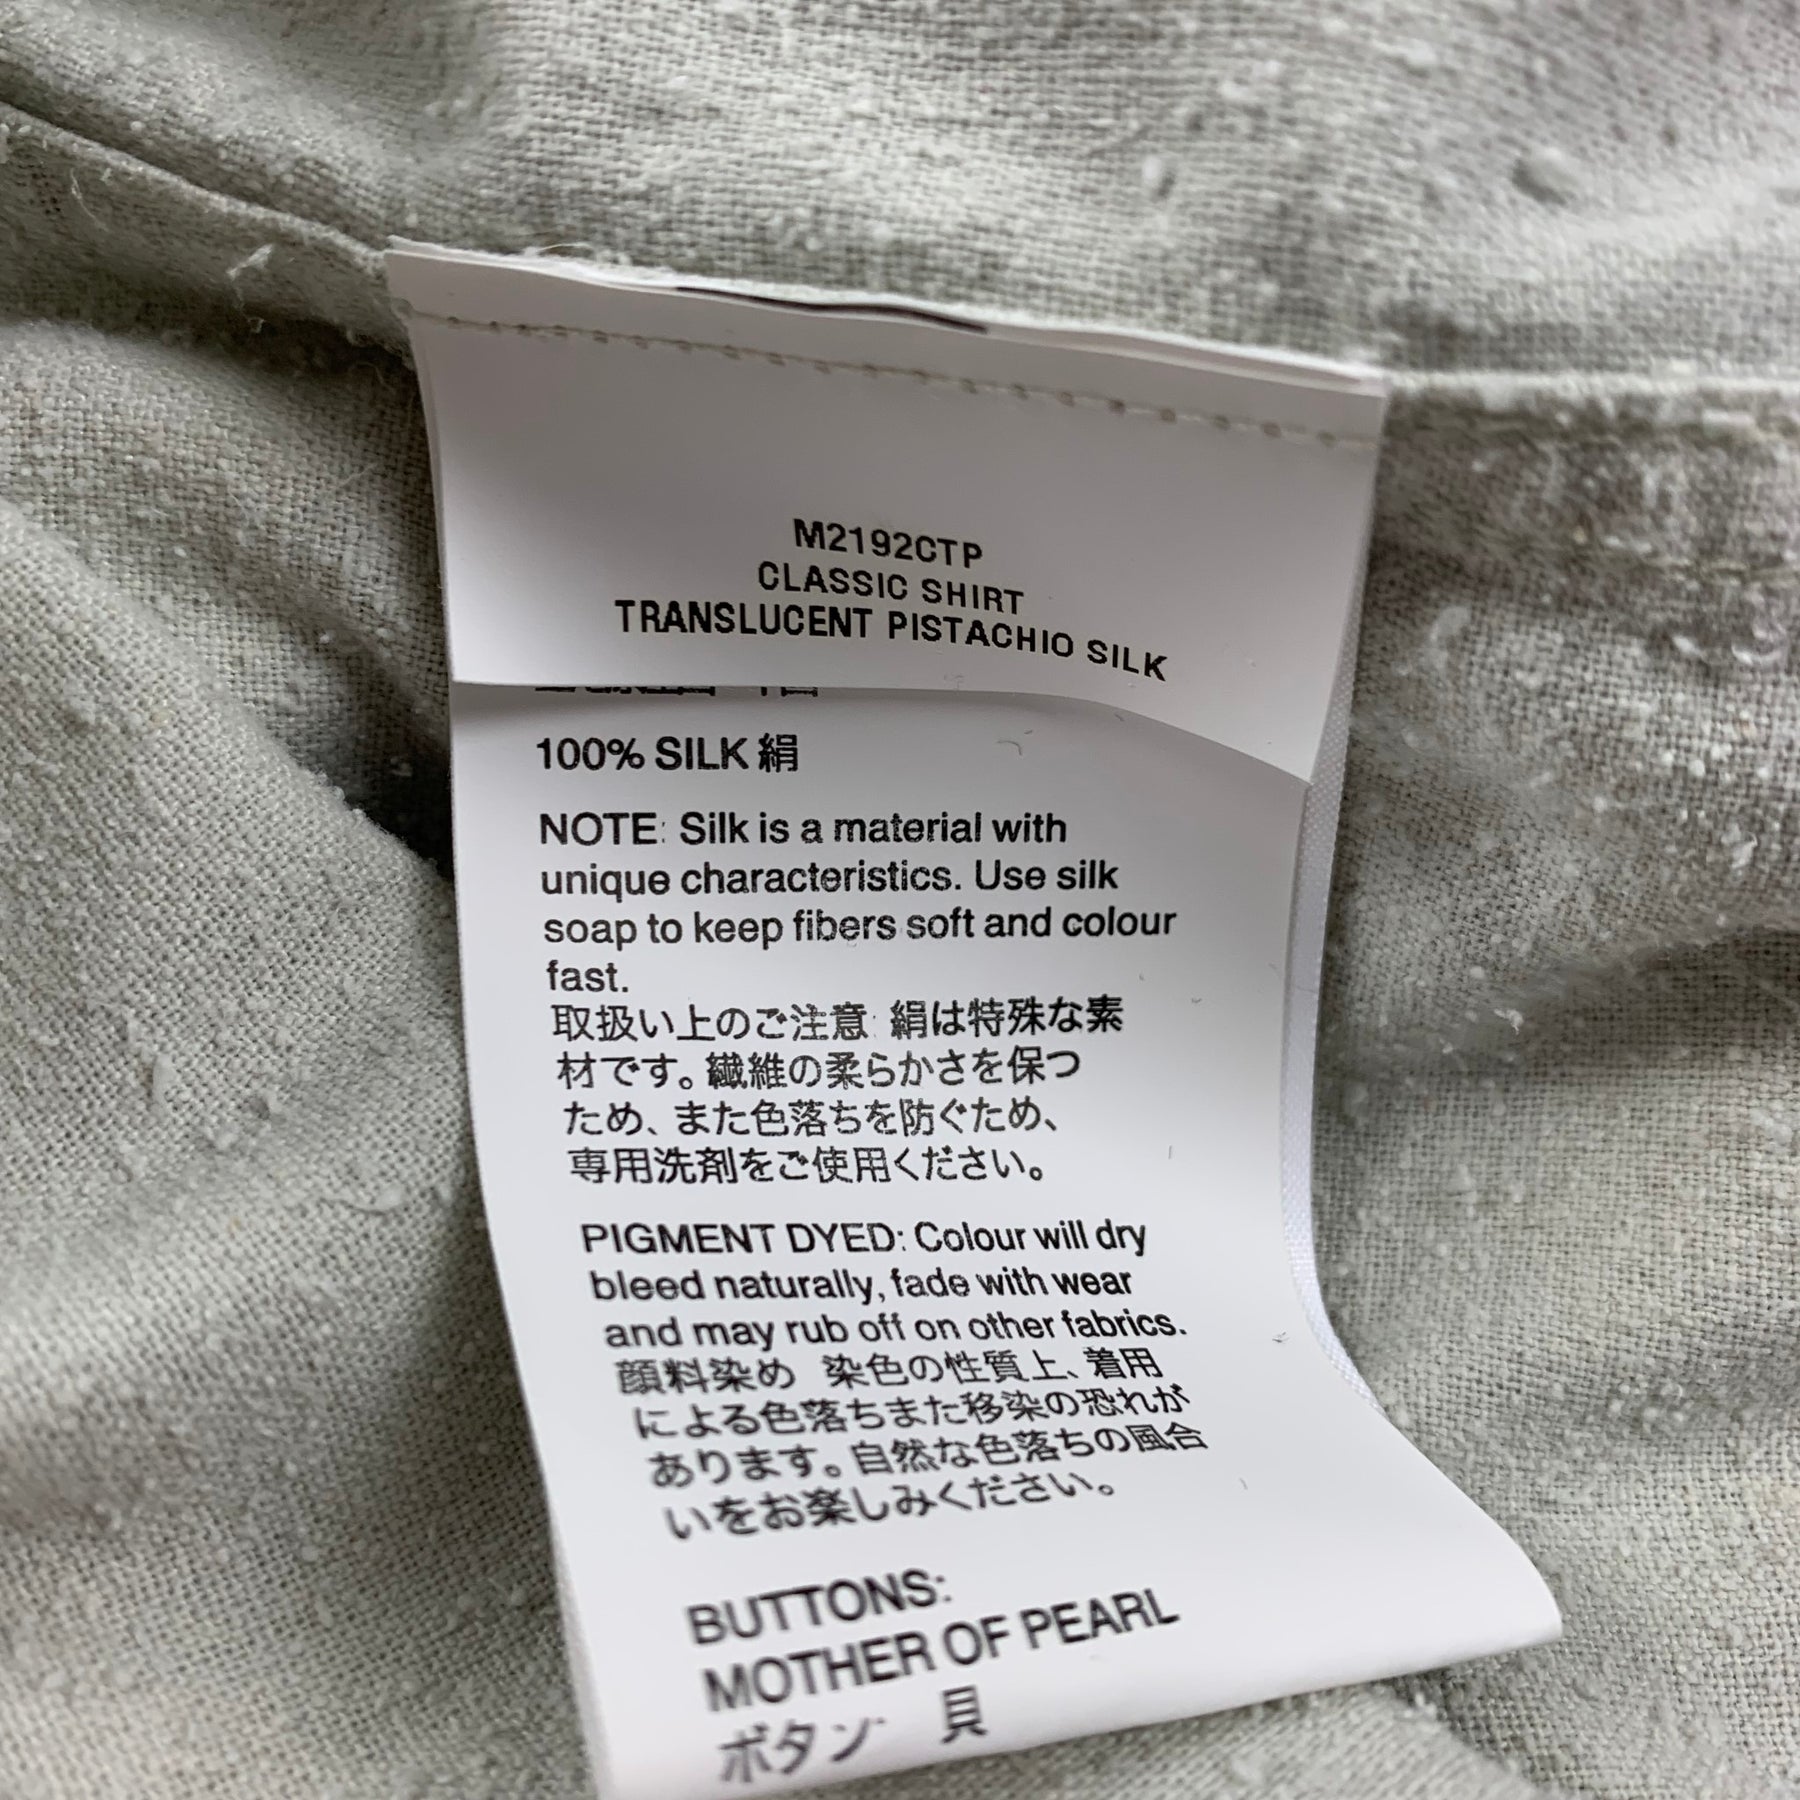 M2192CTP
CLASSIC SHIRT
TRANSLUCENT PISTACHIO SILK
100% SILK 絹
NOTE: Silk is a material with
unique characteristics. Use silk
soap to keep fibers soft and colour
fast.
取扱い上のご注意 絹は特殊な素
材です。繊維の柔らかさを保つ
ため、また色落ちを防ぐため、
専用洗剤をご使用ください。
PIGMENT DYED: Colour will dry
bleed naturally, fade with wear
and may rub off on other fabrics.
顔料染め 染色の性質上、着用
による色落ちまた移染の恐れが
あります。自然な色落ちの風合
いをお楽しみください。
BUTTONS:
MOTHER OF PEARL
ボタン 貝